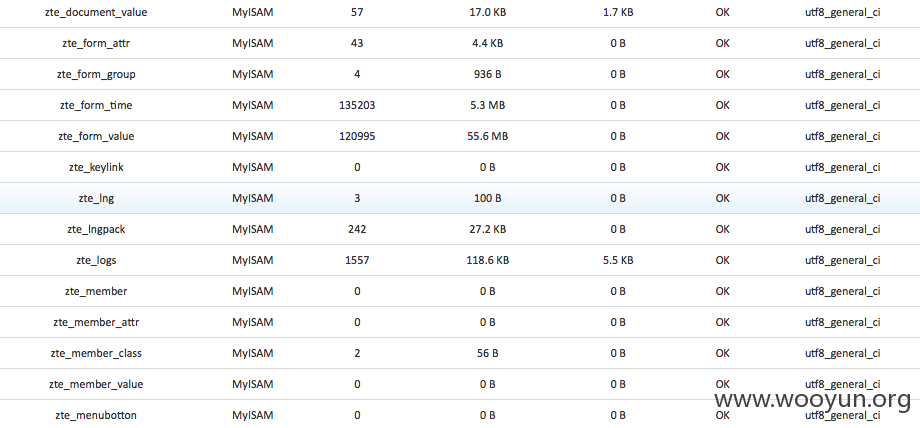 zte_document_value MyISAM 57 17.0 KB 1.7 KB OK utf8_general_ci
zte_form_attr MyISAM 43 4.4 KB 0 B OK utf8_general_ci
zte_form_group MyISAM 4 936 B 0 B OK utf8_general_ci
zte_form_time MyISAM 135203 5.3 MB 0 B OK utf8_general_ci
zte_form_value MyISAM 120995 55.6 MB 0 B OK utf8_general_ci
zte_keylink MyISAM 0 0 B 0 B OK utf8_general_ci
zte_lng MyISAM 3 100 B 0 B OK utf8_general_ci
zte_lngpack MyISAM 242 27.2 KB 0 B OK utf8_general_ci
zte_logs MyISAM 1557 118.6 KB 5.5 KB OK utf8_general_ci
zte_member MyISAM 0 0 B 0 B OK utf8_general_ci
zte_member_attr MyISAM 0 0 B 0 B OK utf8_general_ci
zte_member_class MyISAM 2 56 B 0 B OK utf8_general_ci
zte_member_value MyISAM 0 0 B 0 B OK utf8_general_ci
www.wooyun.org
zte_menubotton MyISAM 0 0 B 0 B OK utf8_general_ci